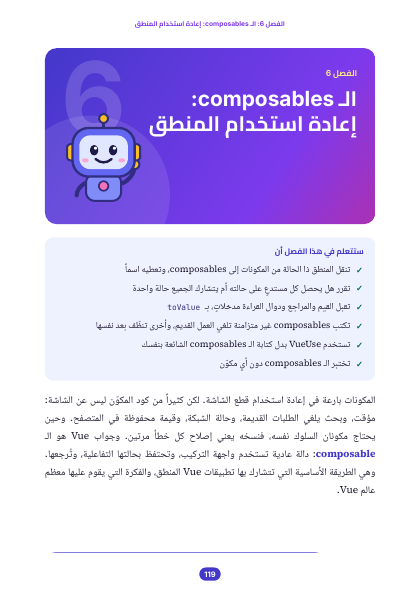 الفصل 6: الـ composables: إعادة استخدام المنطق
6
الفصل 6
الـ composables:
إعادة استخدام المنطق
ستتعلم في هذا الفصل أن
✓ تنقل المنطق ذا الحالة من المكونات إلى composables، وتعطيه اسماً
✓ تقرر هل يحصل كل مستدعٍ على حالته أم يتشارك الجميع حالة واحدة
✓ تقبل القيم والمراجع ودوال القراءة مدخلاتٍ، بـ toValue
✓ تكتب composables غير متزامنة تلغي العمل القديم، وأخرى تنظّف بعد نفسها
✓ تستخدم VueUse بدل كتابة الـ composables الشائعة بنفسك
✓ تختبر الـ composables دون أي مكوّن
المكونات بارعة في إعادة استخدام قطع الشاشة. لكن كثيراً من كود المكوّن ليس عن الشاشة:
مؤقت، وبحث يلغي الطلبات القديمة، وحالة الشبكة، وقيمة محفوظة في المتصفح. وحين
يحتاج مكونان السلوك نفسه، فنسخه يعني إصلاح كل خطأ مرتين. وجواب Vue هو الـ
composable: دالة عادية تستخدم واجهة التركيب، وتحتفظ بحالتها التفاعلية، وتُرجعها.
وهي الطريقة الأساسية التي تتشارك بها تطبيقات Vue المنطق، والفكرة التي يقوم عليها معظم
عالم Vue.
119